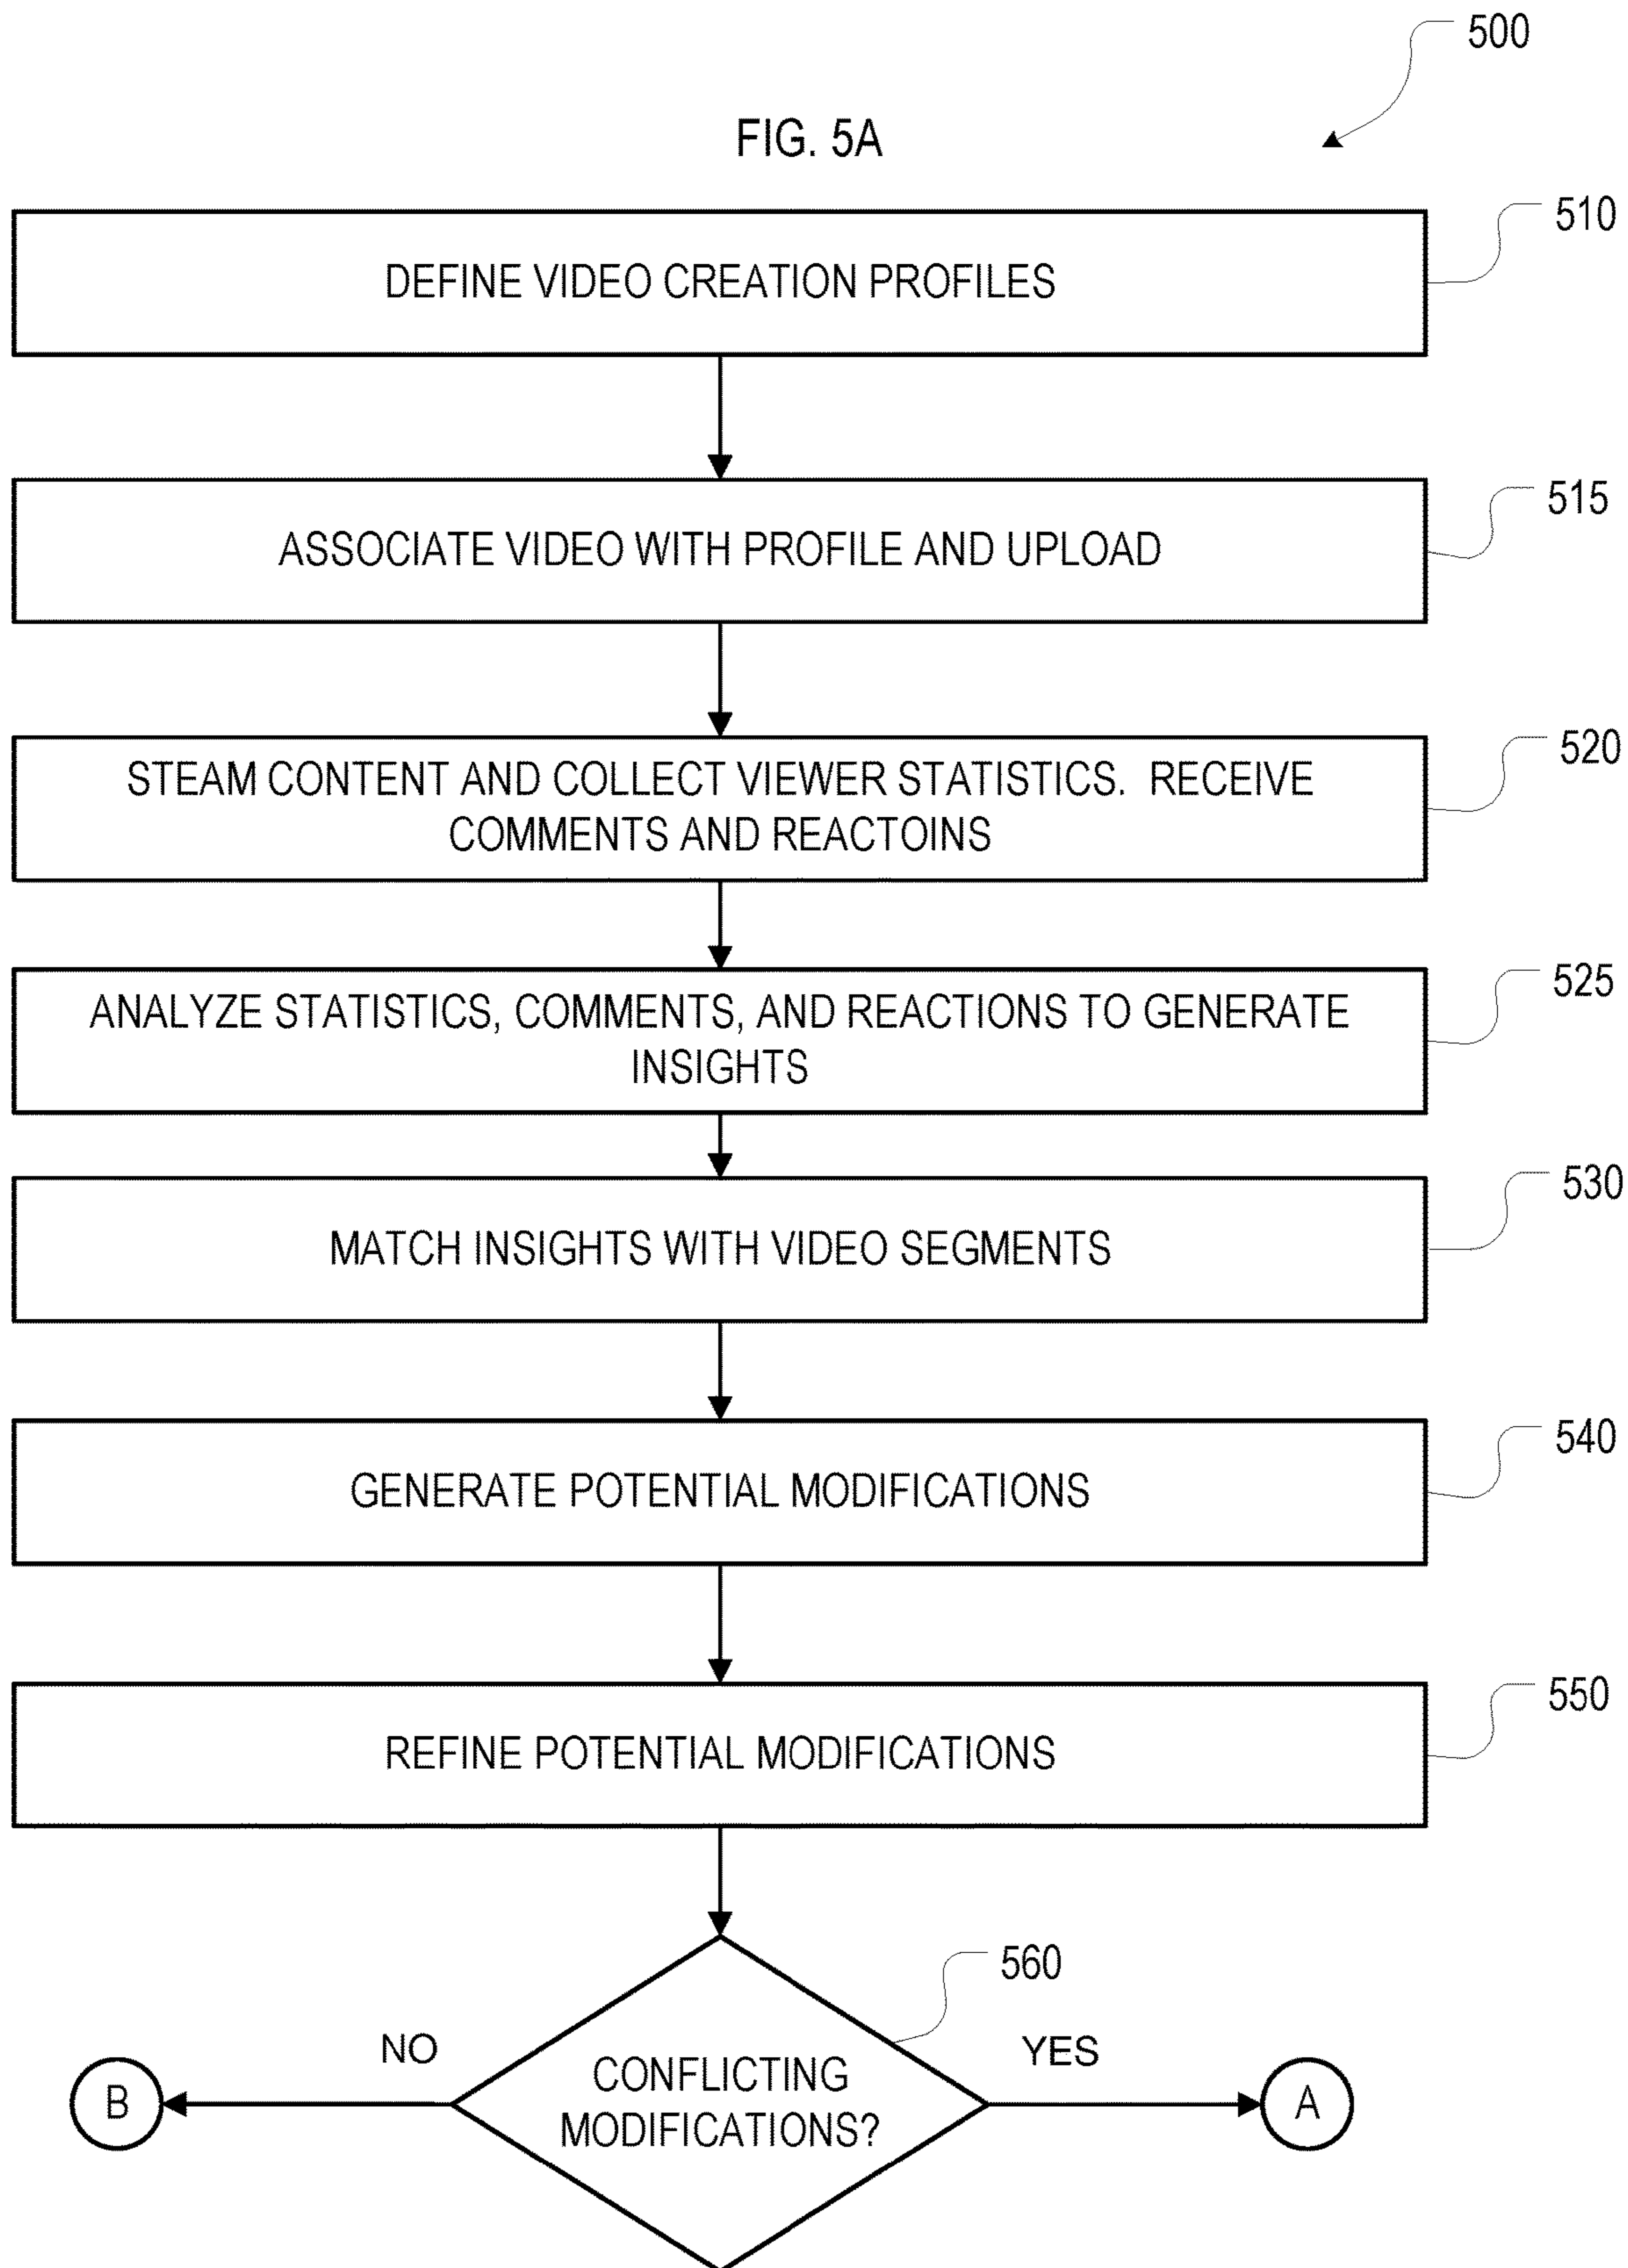 500
FIG. 5A
510
DEFINE VIDEO CREATION PROFILES
515
ASSOCIATE VIDEO WITH PROFILE AND UPLOAD
520
STEAM CONTENT AND COLLECT VIEWER STATISTICS.  RECEIVE
COMMENTS AND REACTOINS
525
ANALYZE STATISTICS, COMMENTS, AND REACTIONS TO GENERATE
INSIGHTS
530
MATCH INSIGHTS WITH VIDEO SEGMENTS
540
GENERATE POTENTIAL MODIFICATIONS
550
REFINE POTENTIAL MODIFICATIONS
560
NO
YES
CONFLICTING
MODIFICATIONS?
B
A